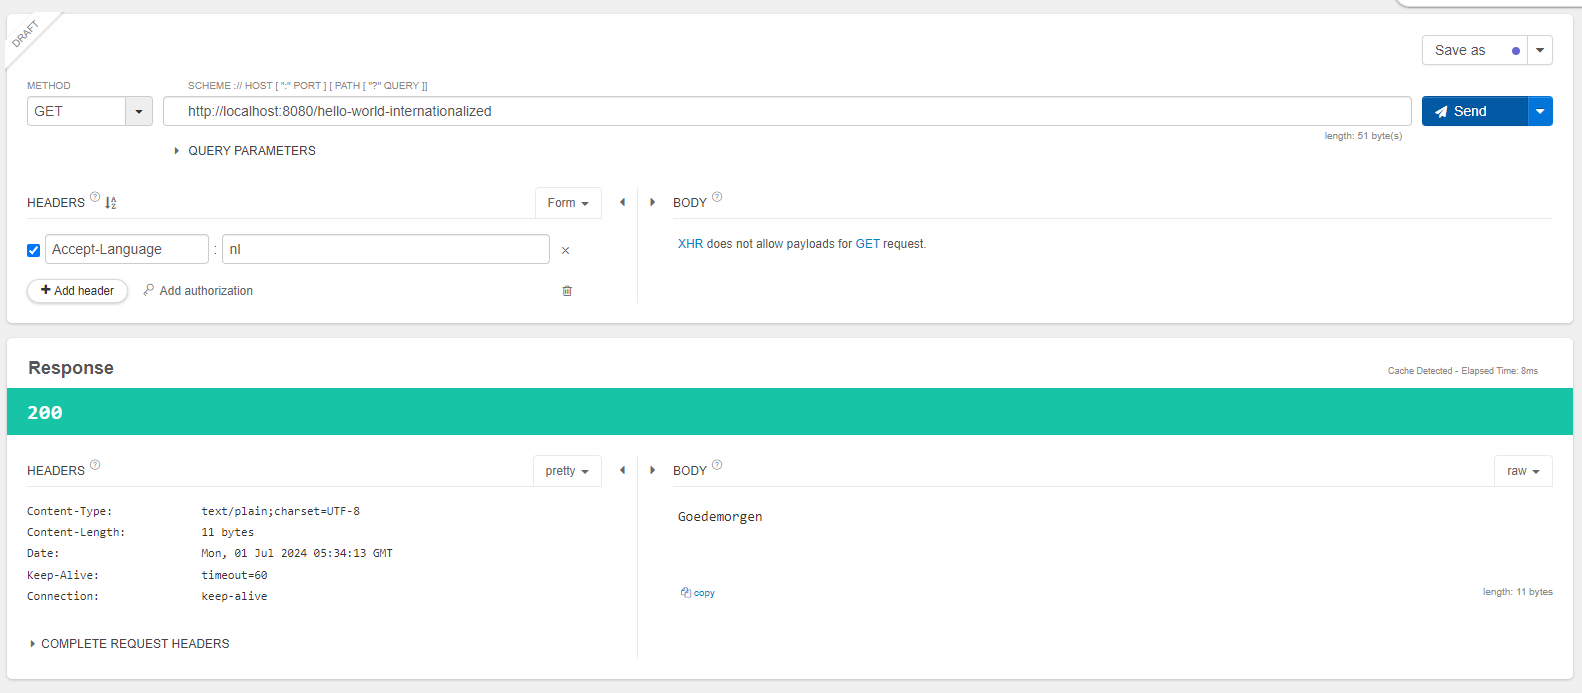 DRAFT
Save as
METHOD
SCHEME :// HOST [ ":" PORT ] [ PATH [ "?" QUERY ]]
GET
http://localhost:8080/hello-world-internationalized
Send
length: 51 byte(s)
QUERY PARAMETERS
HEADERS ?
Form
BODY ?
Accept-Language : nl
XHR does not allow payloads for GET request.
+ Add header
Add authorization
Response
Cache Detected - Elapsed Time: 8ms
200
HEADERS ?
pretty
BODY ?
raw
Content-Type: text/plain;charset=UTF-8
Content-Length: 11 bytes
Date: Mon, 01 Jul 2024 05:34:13 GMT
Keep-Alive: timeout=60
Connection: keep-alive
Goedemorgen
copy
length: 11 bytes
COMPLETE REQUEST HEADERS